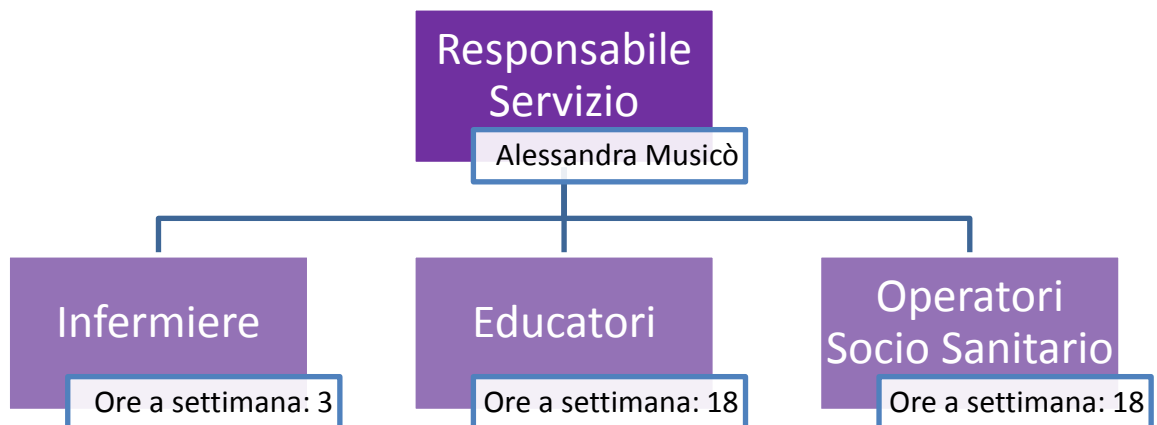 Responsabile
Servizio
Alessandra Musicò
Infermiere
Ore a settimana: 3
Educatori
Ore a settimana: 18
Operatori
Socio Sanitario
Ore a settimana: 18